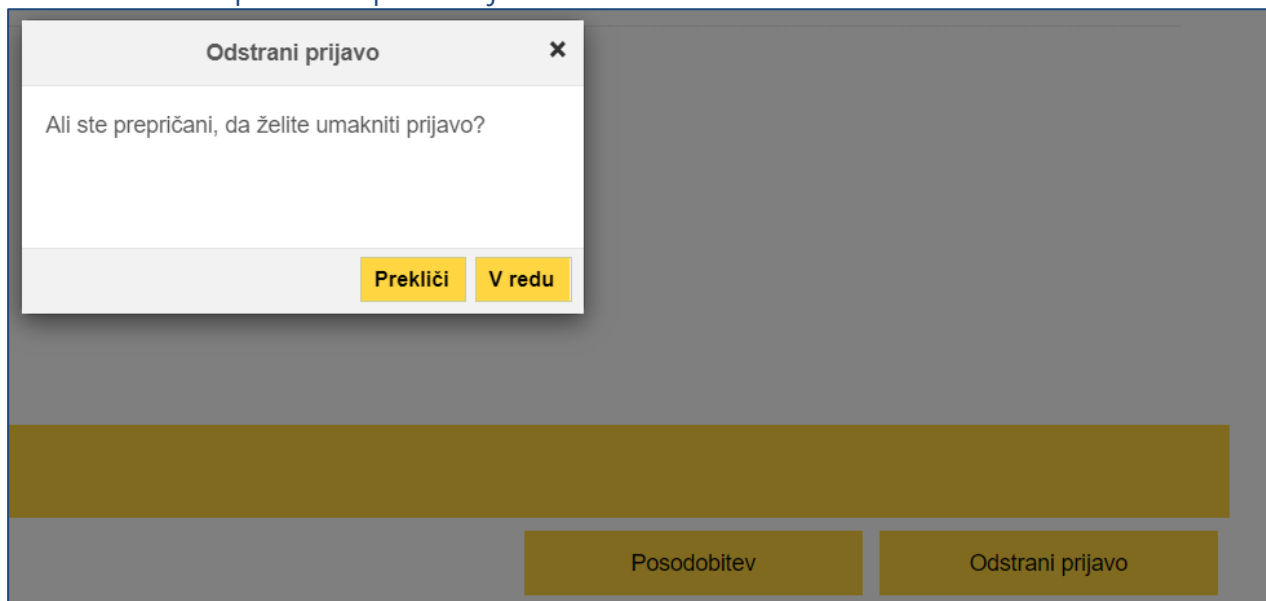 Odstrani prijavo ×
Ali ste prepričani, da želite umakniti prijavo?
Prekliči V redu
Posodobitev Odstrani prijavo